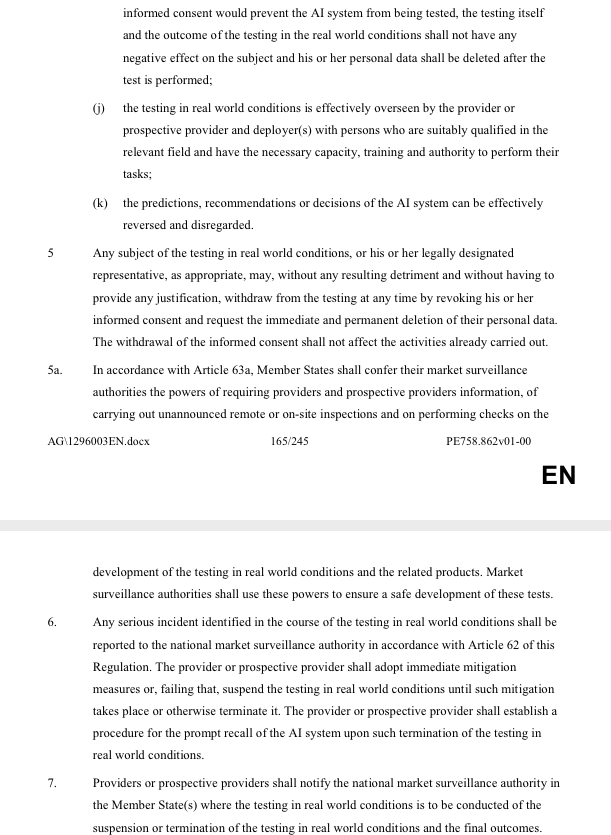 informed consent would prevent the AI system from being tested, the testing itself
and the outcome of the testing in the real world conditions shall not have any
negative effect on the subject and his or her personal data shall be deleted after the
test is performed;
(j) the testing in real world conditions is effectively overseen by the provider or
prospective provider and deployer(s) with persons who are suitably qualified in the
relevant field and have the necessary capacity, training and authority to perform their
tasks;
(k) the predictions, recommendations or decisions of the AI system can be effectively
reversed and disregarded.
5 Any subject of the testing in real world conditions, or his or her legally designated
representative, as appropriate, may, without any resulting detriment and without having to
provide any justification, withdraw from the testing at any time by revoking his or her
informed consent and request the immediate and permanent deletion of their personal data.
The withdrawal of the informed consent shall not affect the activities already carried out.
5a. In accordance with Article 63a, Member States shall confer their market surveillance
authorities the powers of requiring providers and prospective providers information, of
carrying out unannounced remote or on-site inspections and on performing checks on the
AG\1296003EN.docx 165/245 PE758.862v01-00
EN
development of the testing in real world conditions and the related products. Market
surveillance authorities shall use these powers to ensure a safe development of these tests.
6. Any serious incident identified in the course of the testing in real world conditions shall be
reported to the national market surveillance authority in accordance with Article 62 of this
Regulation. The provider or prospective provider shall adopt immediate mitigation
measures or, failing that, suspend the testing in real world conditions until such mitigation
takes place or otherwise terminate it. The provider or prospective provider shall establish a
procedure for the prompt recall of the AI system upon such termination of the testing in
real world conditions.
7. Providers or prospective providers shall notify the national market surveillance authority in
the Member State(s) where the testing in real world conditions is to be conducted of the
suspension or termination of the testing in real world conditions and the final outcomes.